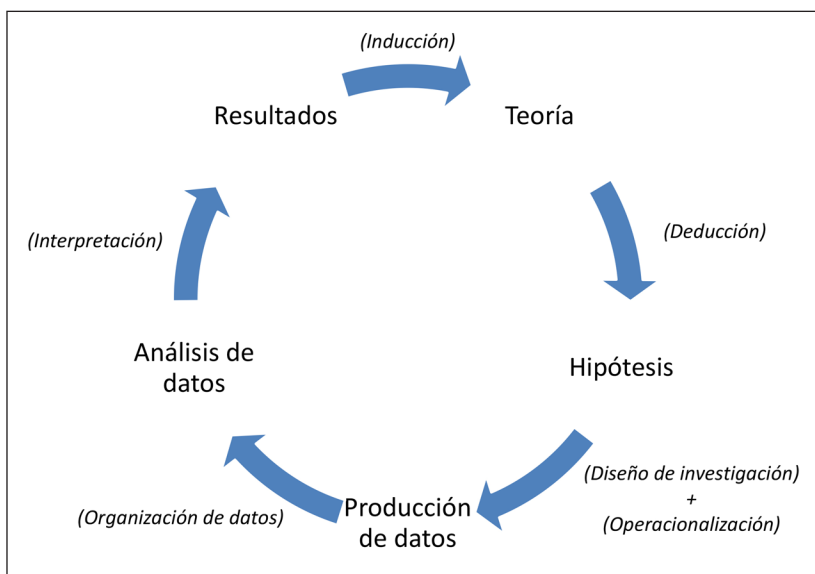 (Inducción)
Resultados
Teoría
(Interpretación)
(Deducción)
Análisis de
datos
Hipótesis
(Diseño de investigación)
+
(Operacionalización)
Producción
de datos
(Organización de datos)